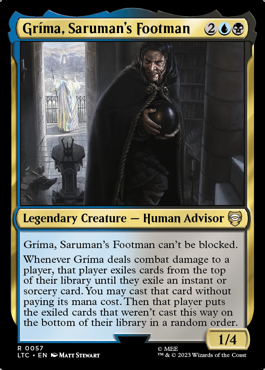 Gríma, Saruman's Footman 2
Legendary Creature — Human Advisor
Gríma, Saruman's Footman can't be blocked.
Whenever Gríma deals combat damage to a
player, that player exiles cards from the top
of their library until they exile an instant or
sorcery card. You may cast that card without
paying its mana cost. Then that player puts
the exiled cards that weren't cast this way
on the bottom of their library in a random order.
1/4
R 0057
LTC • EN Matt Stewart
© MEE
™ & © 2023 Wizards of the Coast